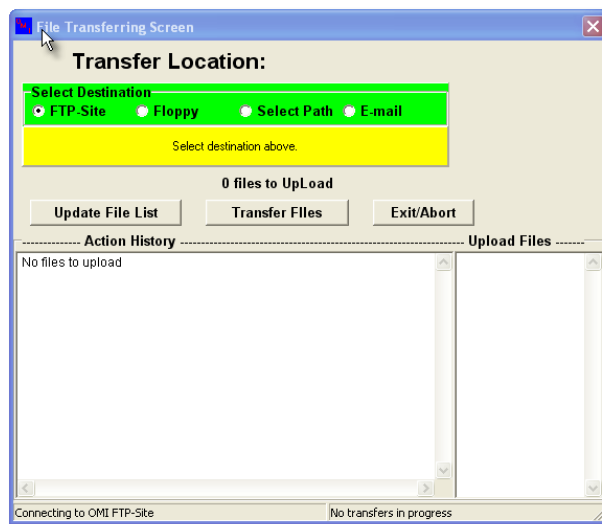 File Transferring Screen
Transfer Location:
Select Destination
FTP-Site Floppy Select Path E-mail
Select destination above.
0 files to UpLoad
Update File List Transfer FIles Exit/Abort
-------------- Action History ------------------------------------------------------------- Upload Files -------
No files to upload
Connecting to OMI FTP-Site No transfers in progress